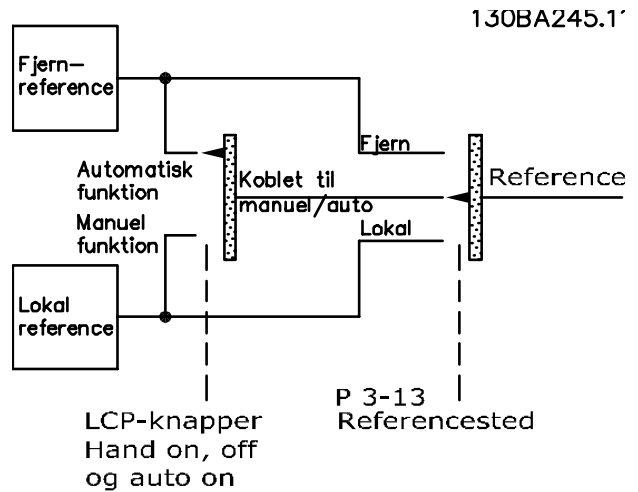 130BA245.11
Fjern-
reference
Fjern
Automatisk
funktion
Koblet til
manuel/auto
Reference
Manuel
funktion
Lokal
Lokal
reference
P 3-13
Referencested
LCP-knapper
Hand on, off
og auto on